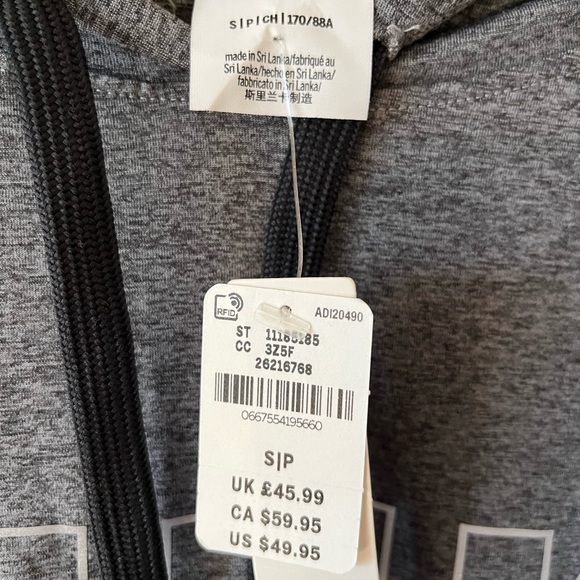 S|P|CH|170/88A
made in Sri Lanka/fabriqué au
Sri Lanka/hecho en Sri Lanka/
fabbricato in Sri Lanka/
斯里兰卡制造
RFID
ADI20490
ST 11185185
CC 3Z5F
26216768
0667554195660
S|P
UK £45.99
CA $59.95
US $49.95